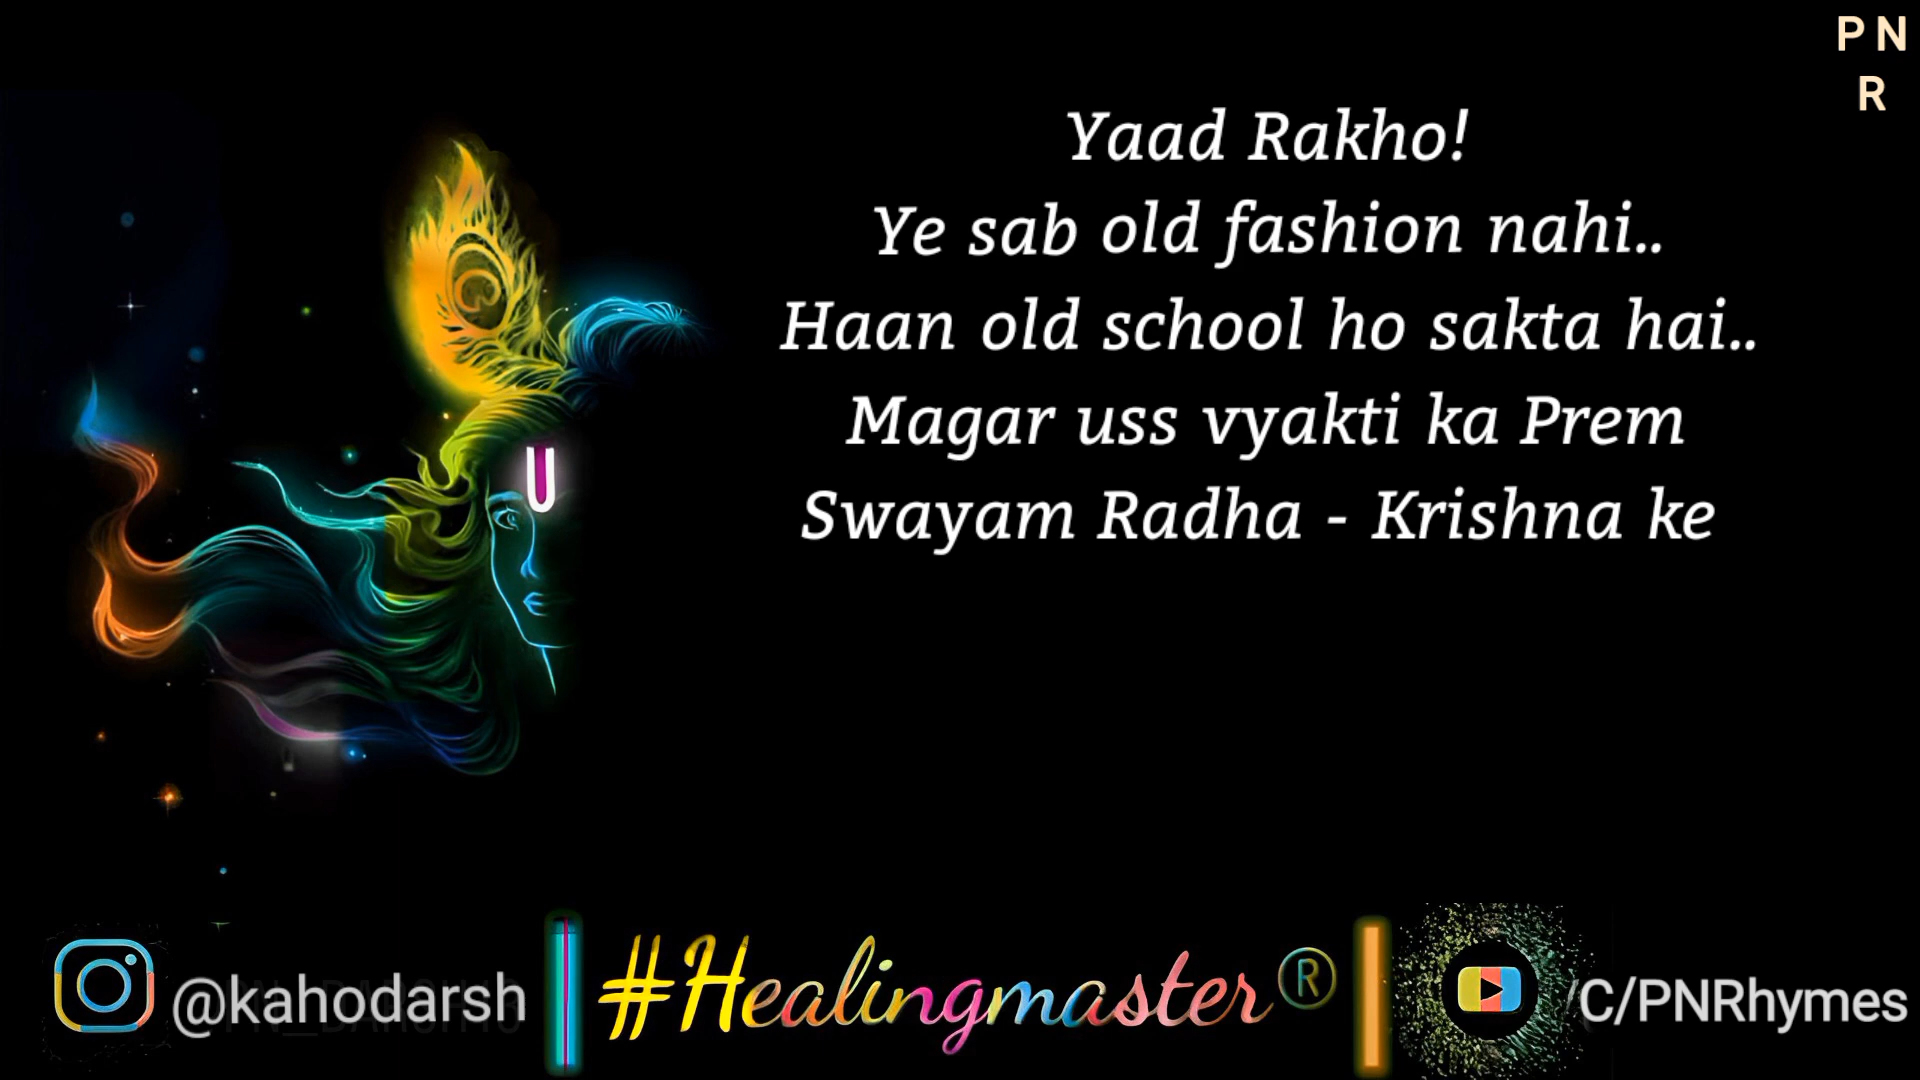 P N
R
Yaad Rakho!
Ye sab old fashion nahi..
Haan old school ho sakta hai..
Magar uss vyakti ka Prem
Swayam Radha - Krishna ke
@kahodarsh
#Healingmaster®
/C/PNRhymes